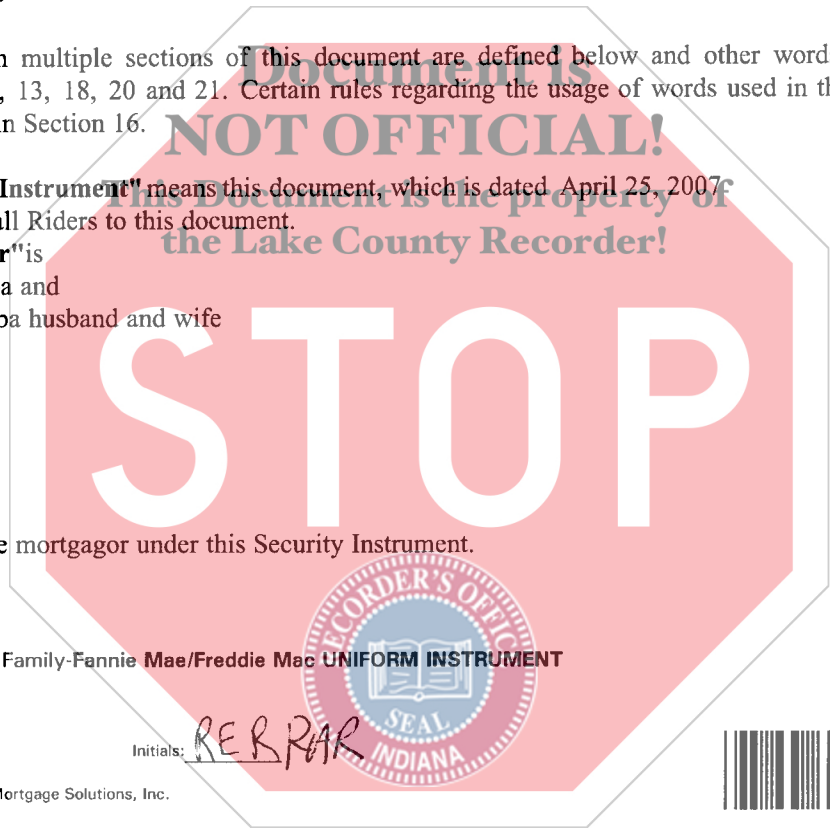 multiple sections of this document are defined below and other word
Document is
, 13, 18, 20 and 21. Certain rules regarding the usage of words used in th
n Section 16.
NOT OFFICIAL!
Instrument" means this document, which is dated April 25, 2007
This Document is the property of
all Riders to this document.
the Lake County Recorder!
r" is
a and
ba husband and wife
STOP
e mortgagor under this Security Instrument.
RECORDER'S OFFICE
Family-Fannie Mae/Freddie Mac UNIFORM INSTRUMENT
SEAL
INDIANA
Initials: RER RAR
Mortgage Solutions, Inc.